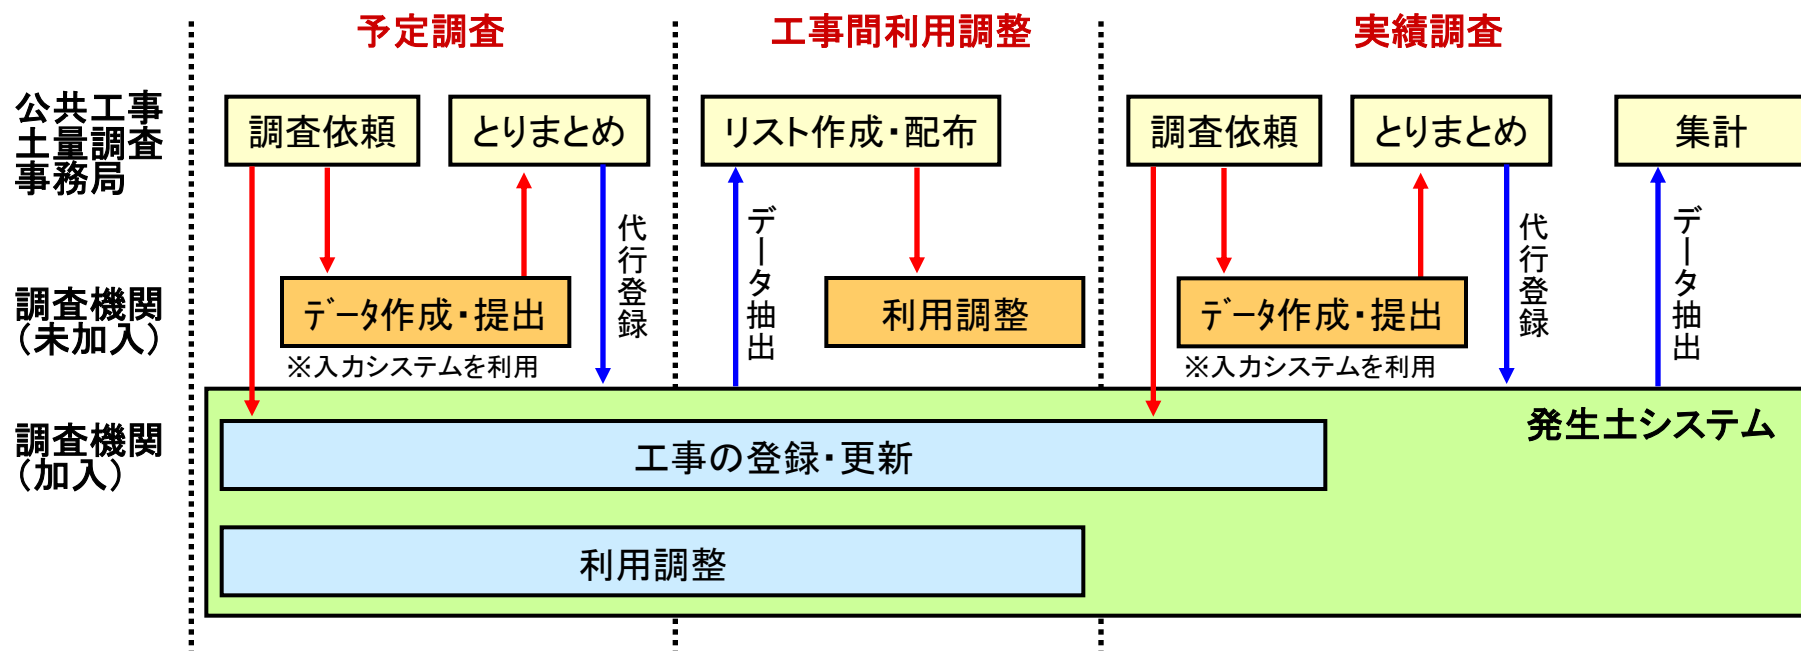 予定調査
工事間利用調整
実績調査
公共工事
土量調査
事務局
調査依頼
とりまとめ
リスト作成・配布
調査依頼
とりまとめ
集計
代行登録
データ抽出
代行登録
データ抽出
調査機関
（未加入）
データ作成・提出
利用調整
データ作成・提出
※入力システムを利用
※入力システムを利用
調査機関
（加入）
発生土システム
工事の登録・更新
利用調整